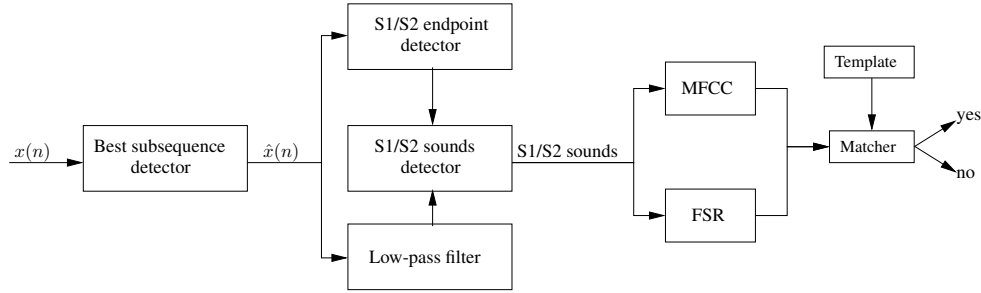 x(n)
Best subsequence
detector
x̂(n)
S1/S2 endpoint
detector
S1/S2 sounds
detector
Low-pass filter
S1/S2 sounds
MFCC
FSR
Template
Matcher
yes
no